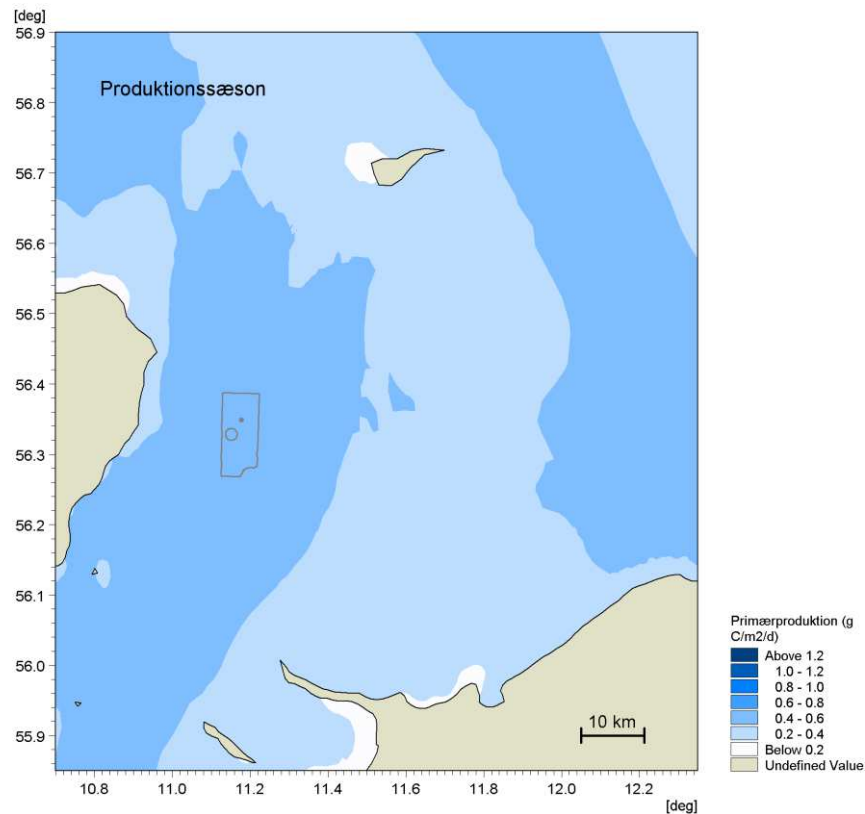 [deg]
56.9
56.8
56.7
56.6
56.5
56.4
56.3
56.2
56.1
56.0
55.9
Produktionssæson
10.8 11.0 11.2 11.4 11.6 11.8 12.0 12.2
[deg]
10 km
Primærproduktion (g
C/m2/d)
Above 1.2
1.0 - 1.2
0.8 - 1.0
0.6 - 0.8
0.4 - 0.6
0.2 - 0.4
Below 0.2
Undefined Value